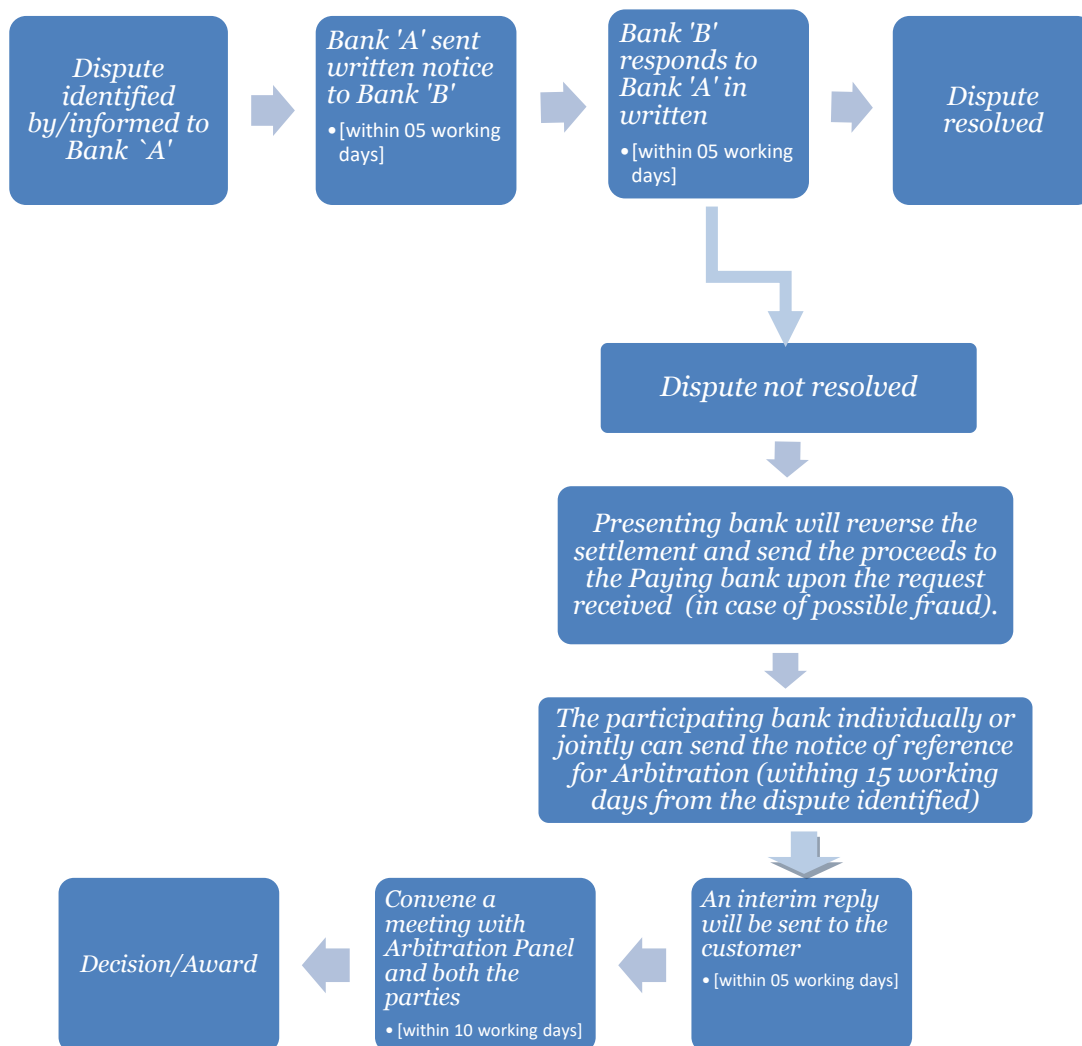 Dispute
identified
by/informed to
Bank `A'
Bank 'A' sent
written notice
to Bank 'B'
• [within 05 working
days]
Bank 'B'
responds to
Bank 'A' in
written
• [within 05 working
days]
Dispute
resolved
Dispute not resolved
Presenting bank will reverse the
settlement and send the proceeds to
the Paying bank upon the request
received (in case of possible fraud).
The participating bank individually or
jointly can send the notice of reference
for Arbitration (withing 15 working
days from the dispute identified)
An interim reply
will be sent to the
customer
• [within 05 working days]
Convene a
meeting with
Arbitration Panel
and both the
parties
• [within 10 working days]
Decision/Award